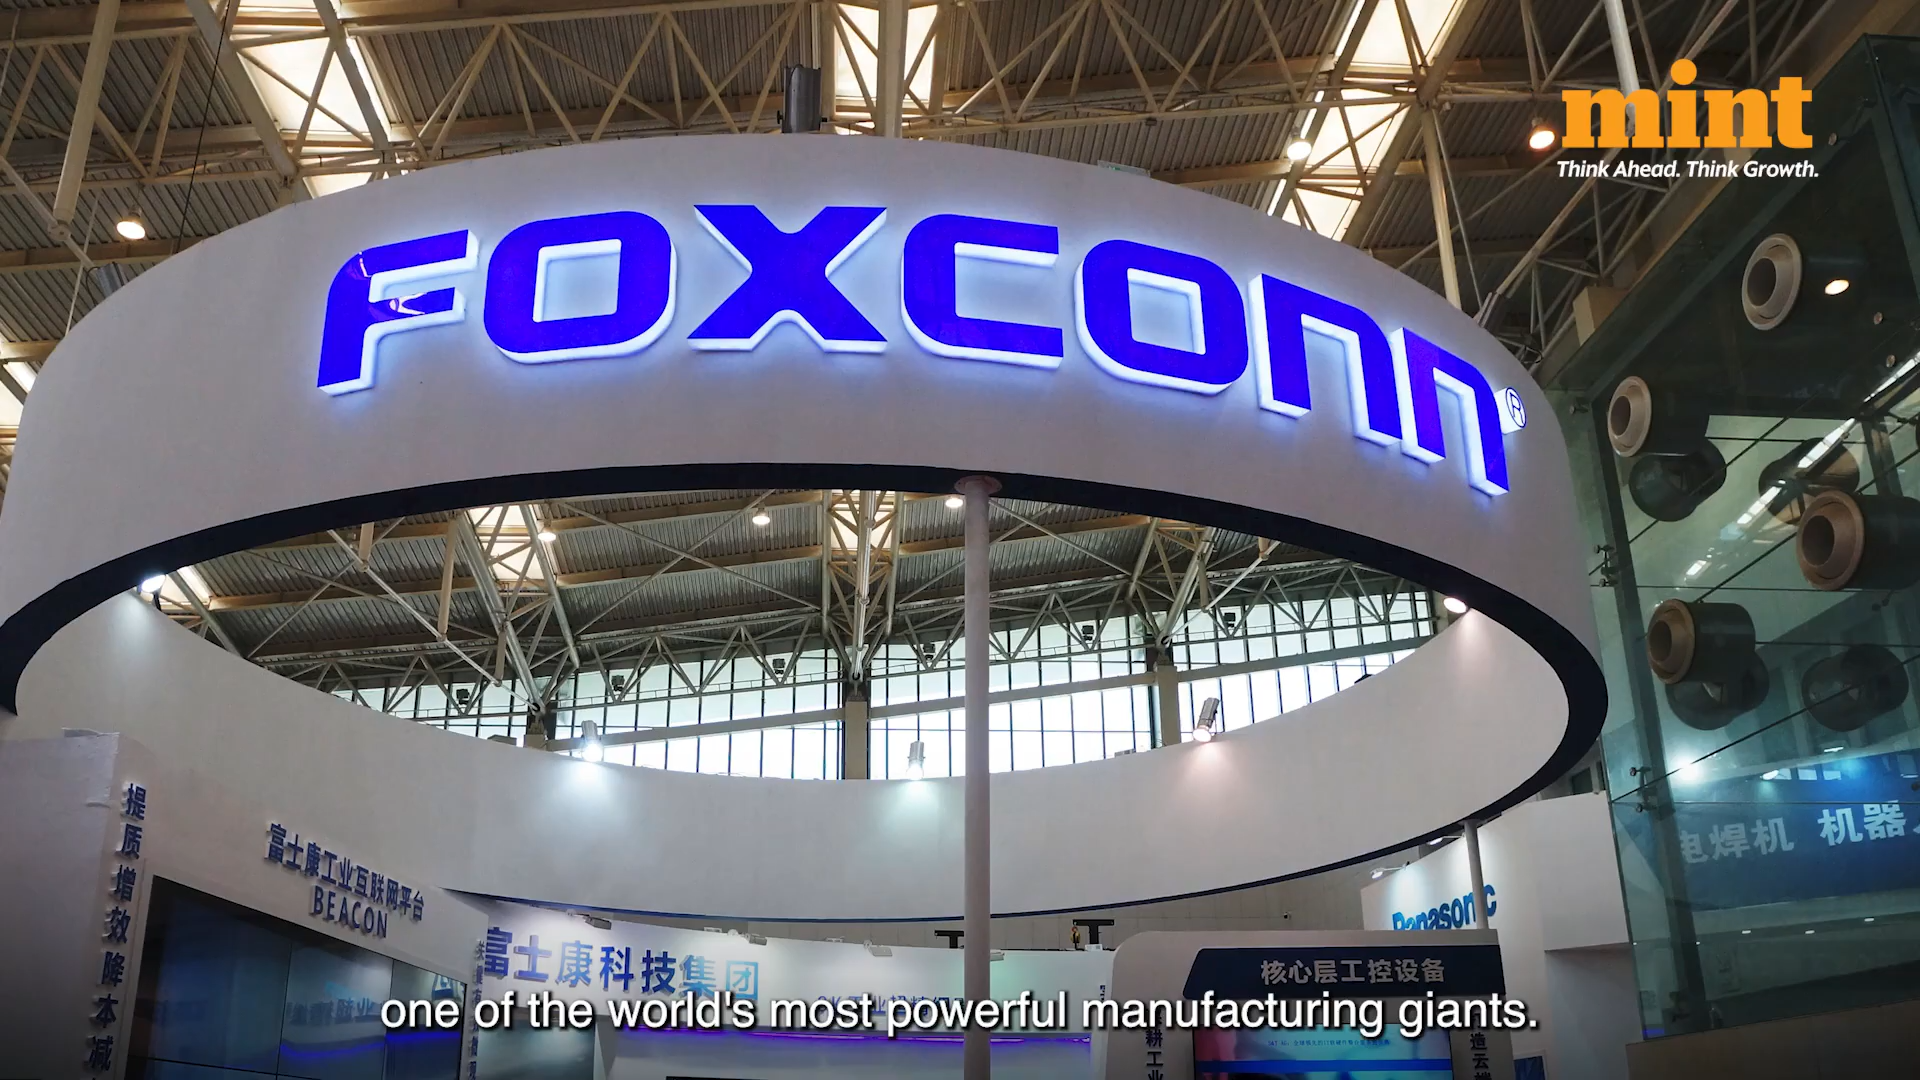 mint
Think Ahead. Think Growth.
FOXCONN®
提质增效降本减
富士康工业互联网平台
BEACON
富士康科技集团
电焊机 机器
Panasonic
核心层工控设备
one of the world's most powerful manufacturing giants.